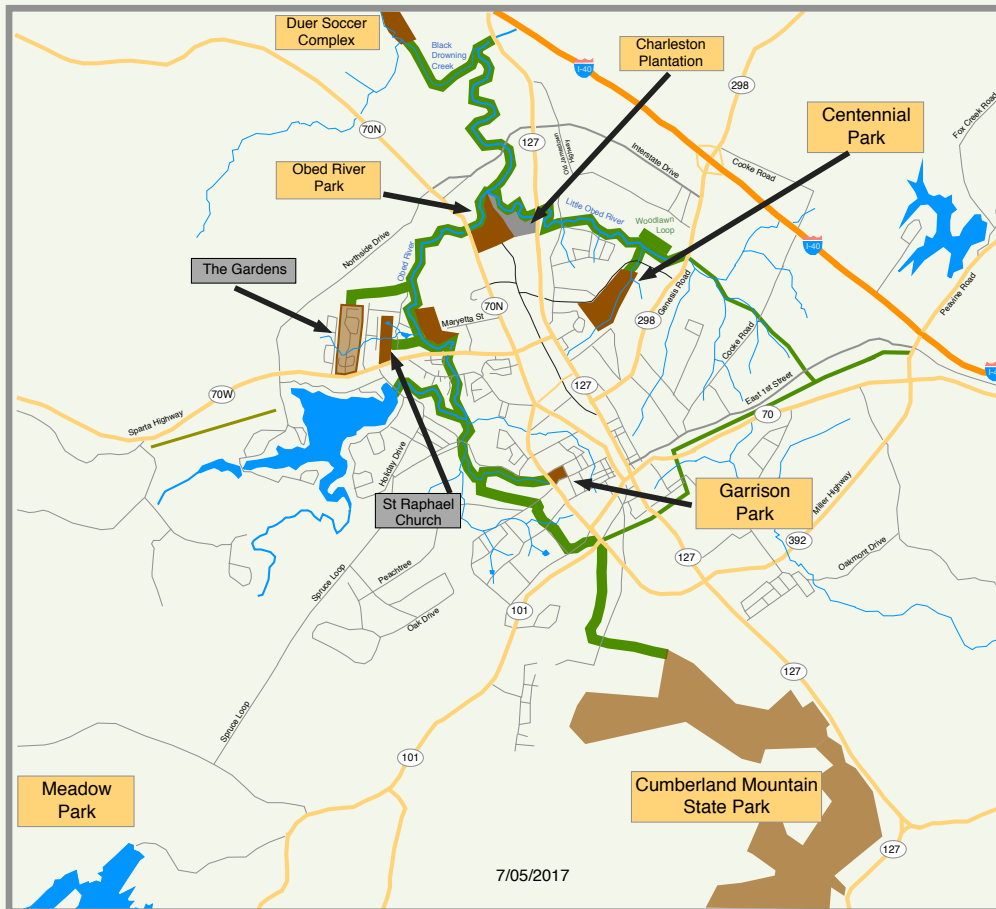 Duer Soccer
Complex
Black
Drowning
Creek
Charleston
Plantation
I-40
298
Centennial
Park
Fox Creek Road
70N
127
Old Jamestown
Highway
Interstate Drive
Cooke Road
Obed River
Park
Little Obed River
Woodlawn
Loop
Northside Drive
Obed River
I-40
The Gardens
Peavine Road
70N
Maryetta St
Genesis Road
298
Cooke Road
I-4
127
East 1st Street
70W
70
Sparta Highway
Holiday Drive
St Raphael
Church
Garrison
Park
Miller Highway
392
127
Oakmont Drive
Spruce Loop
Peachtree
Oak Drive
101
127
Spruce Loop
101
Meadow
Park
Cumberland Mountain
State Park
127
7/05/2017